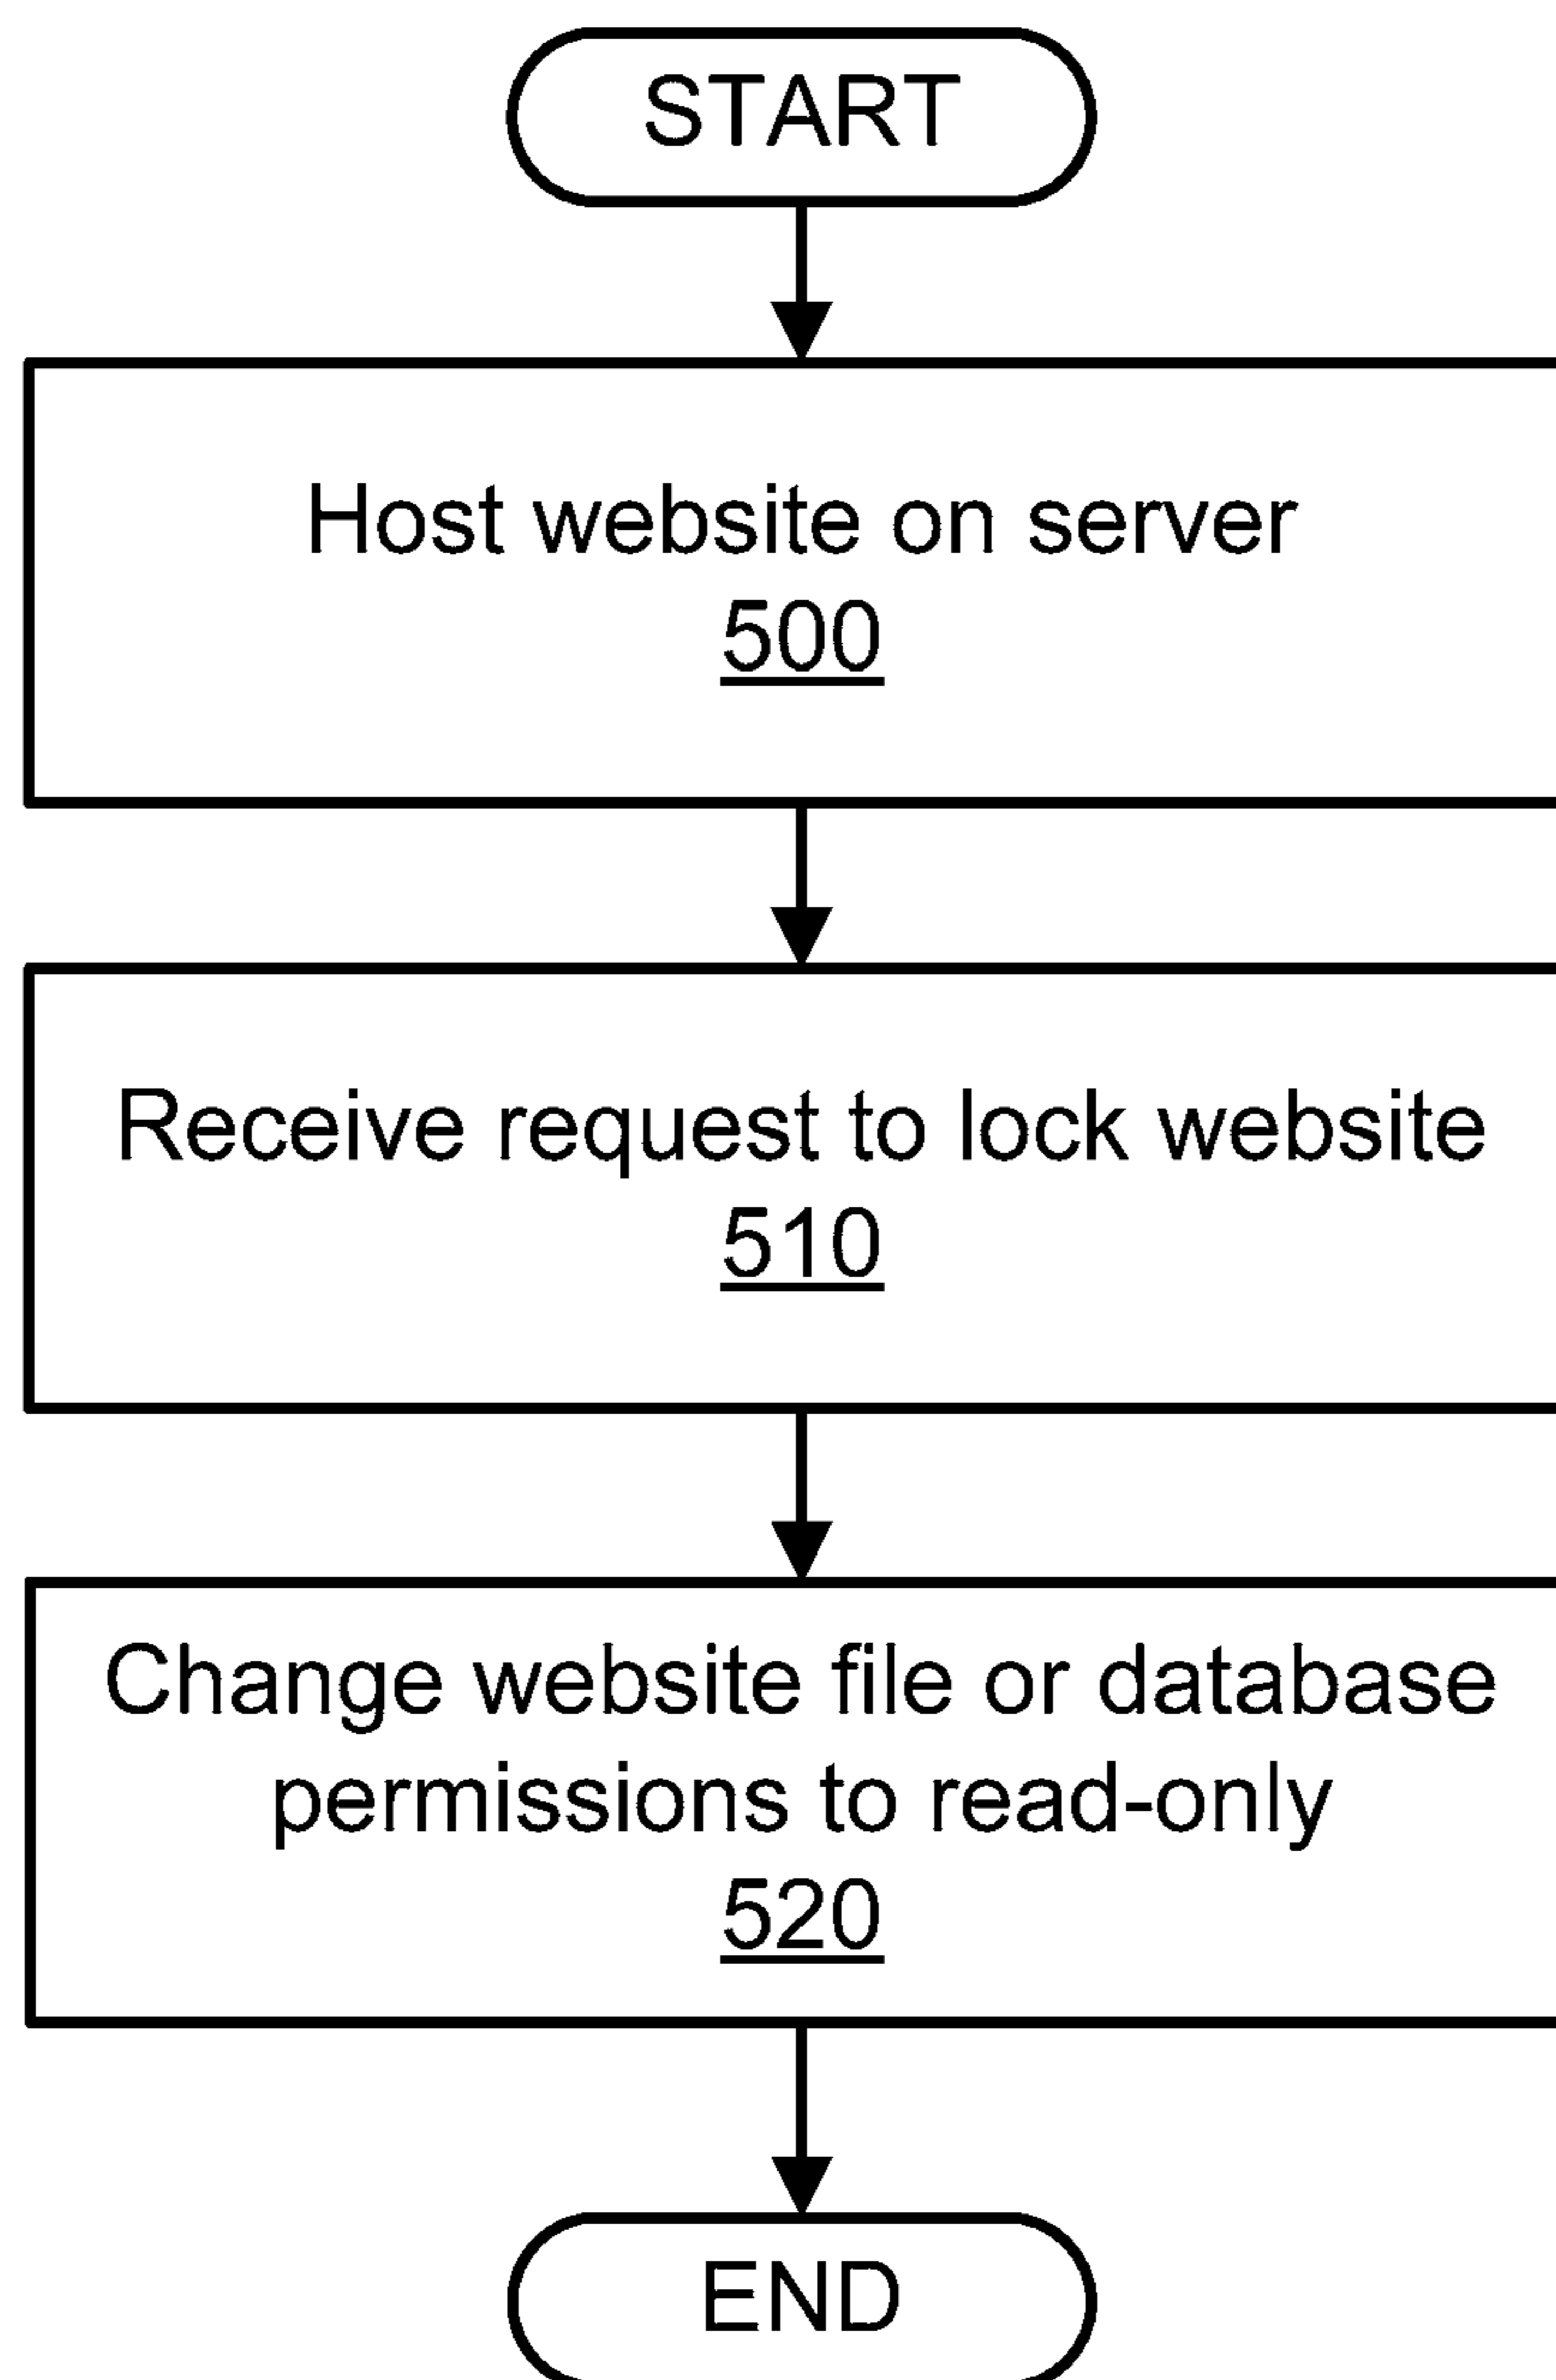 START
Host website on server
500
Receive request to lock website
510
Change website file or database
permissions to read-only
520
END